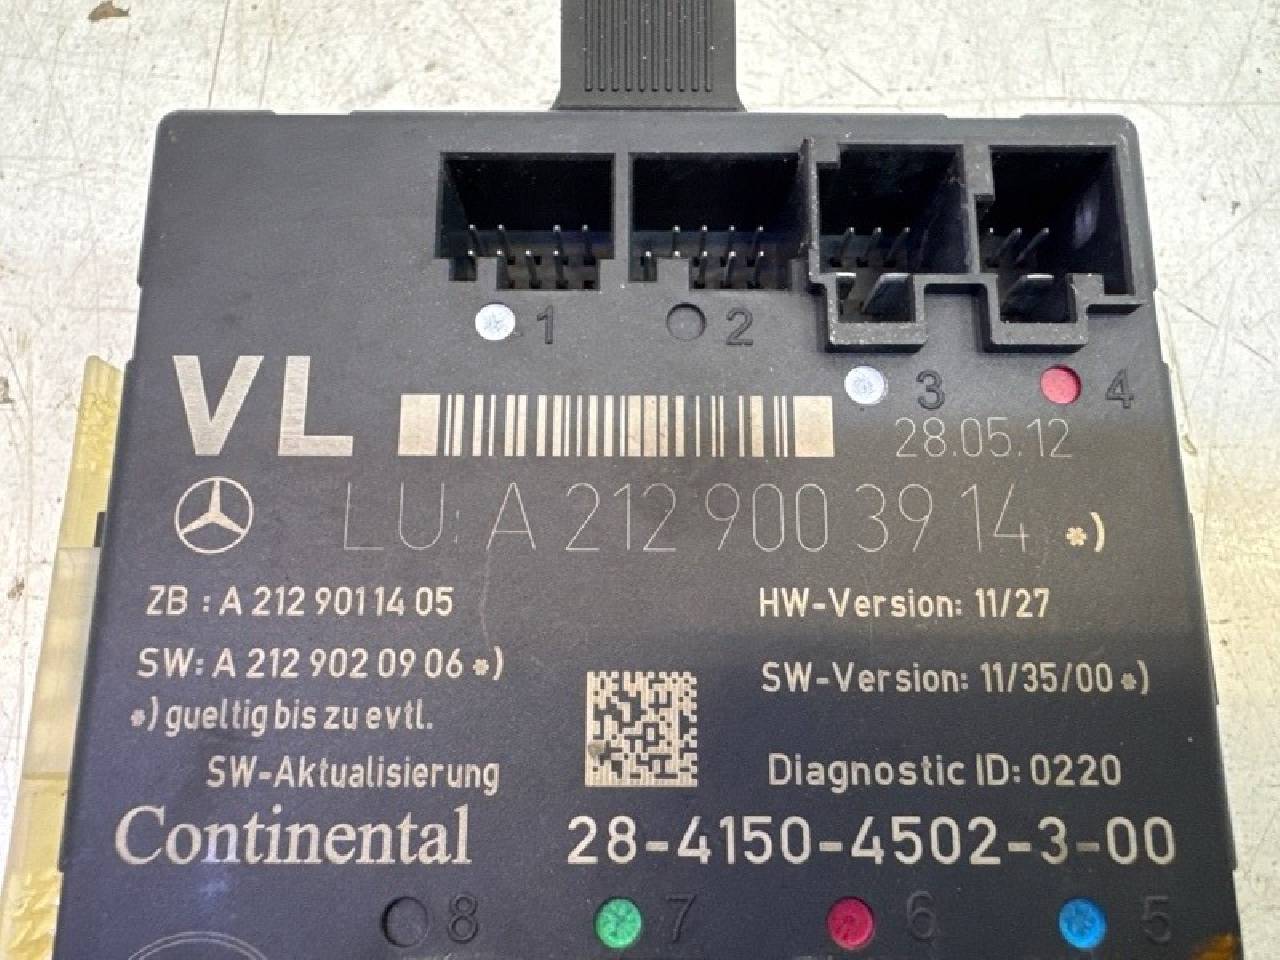 1 2
3 4
VL
28.05.12
LU: A 212 900 39 14 *)
ZB : A 212 901 14 05
HW-Version: 11/27
SW: A 212 902 09 06 *)
SW-Version: 11/35/00 *)
*) gueltig bis zu evtl.
SW-Aktualisierung
Diagnostic ID: 0220
Continental
28-4150-4502-3-00
8 7 6 5